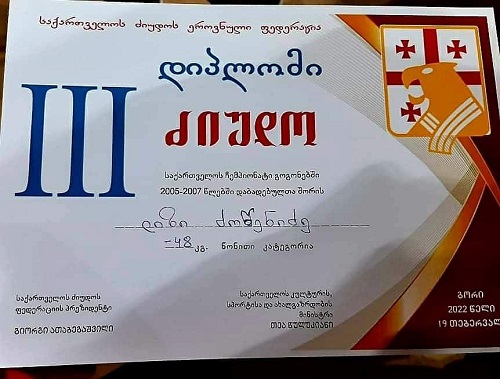 საქართველოს ძიუდოს ეროვნული ფედერაცია
დიპლომი
III
ძიუდო
საქართველოს ჩემპიონატი გოგონებში
2005-2007 წლებში დაბადებულთა შორის
დიზი ქოშენიძე
-48 კგ. წონითი კატეგორია
საქართველოს ძიუდოს
ფედერაციის პრეზიდენტი
გიორგი ათაბეგაშვილი
საქართველოს კულტურის,
სპორტისა და ახალგაზრდობის
მინისტრი
თეა წულუკიანი
გორი
2022 წელი
19 თებერვალი